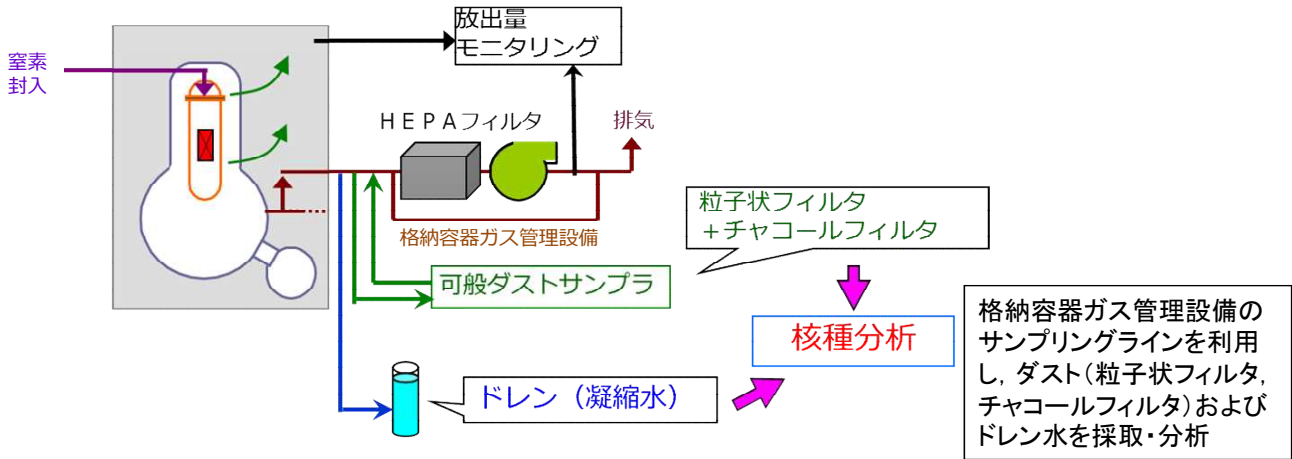 放出量
モニタリング
窒素
封入
ＨＥＰＡフィルタ
排気
粒子状フィルタ
＋チャコールフィルタ
格納容器ガス管理設備
可般ダストサンプラ
核種分析
格納容器ガス管理設備の
サンプリングラインを利用
し，ダスト（粒子状フィルタ，
チャコールフィルタ）および
ドレン水を採取・分析
ドレン（凝縮水）